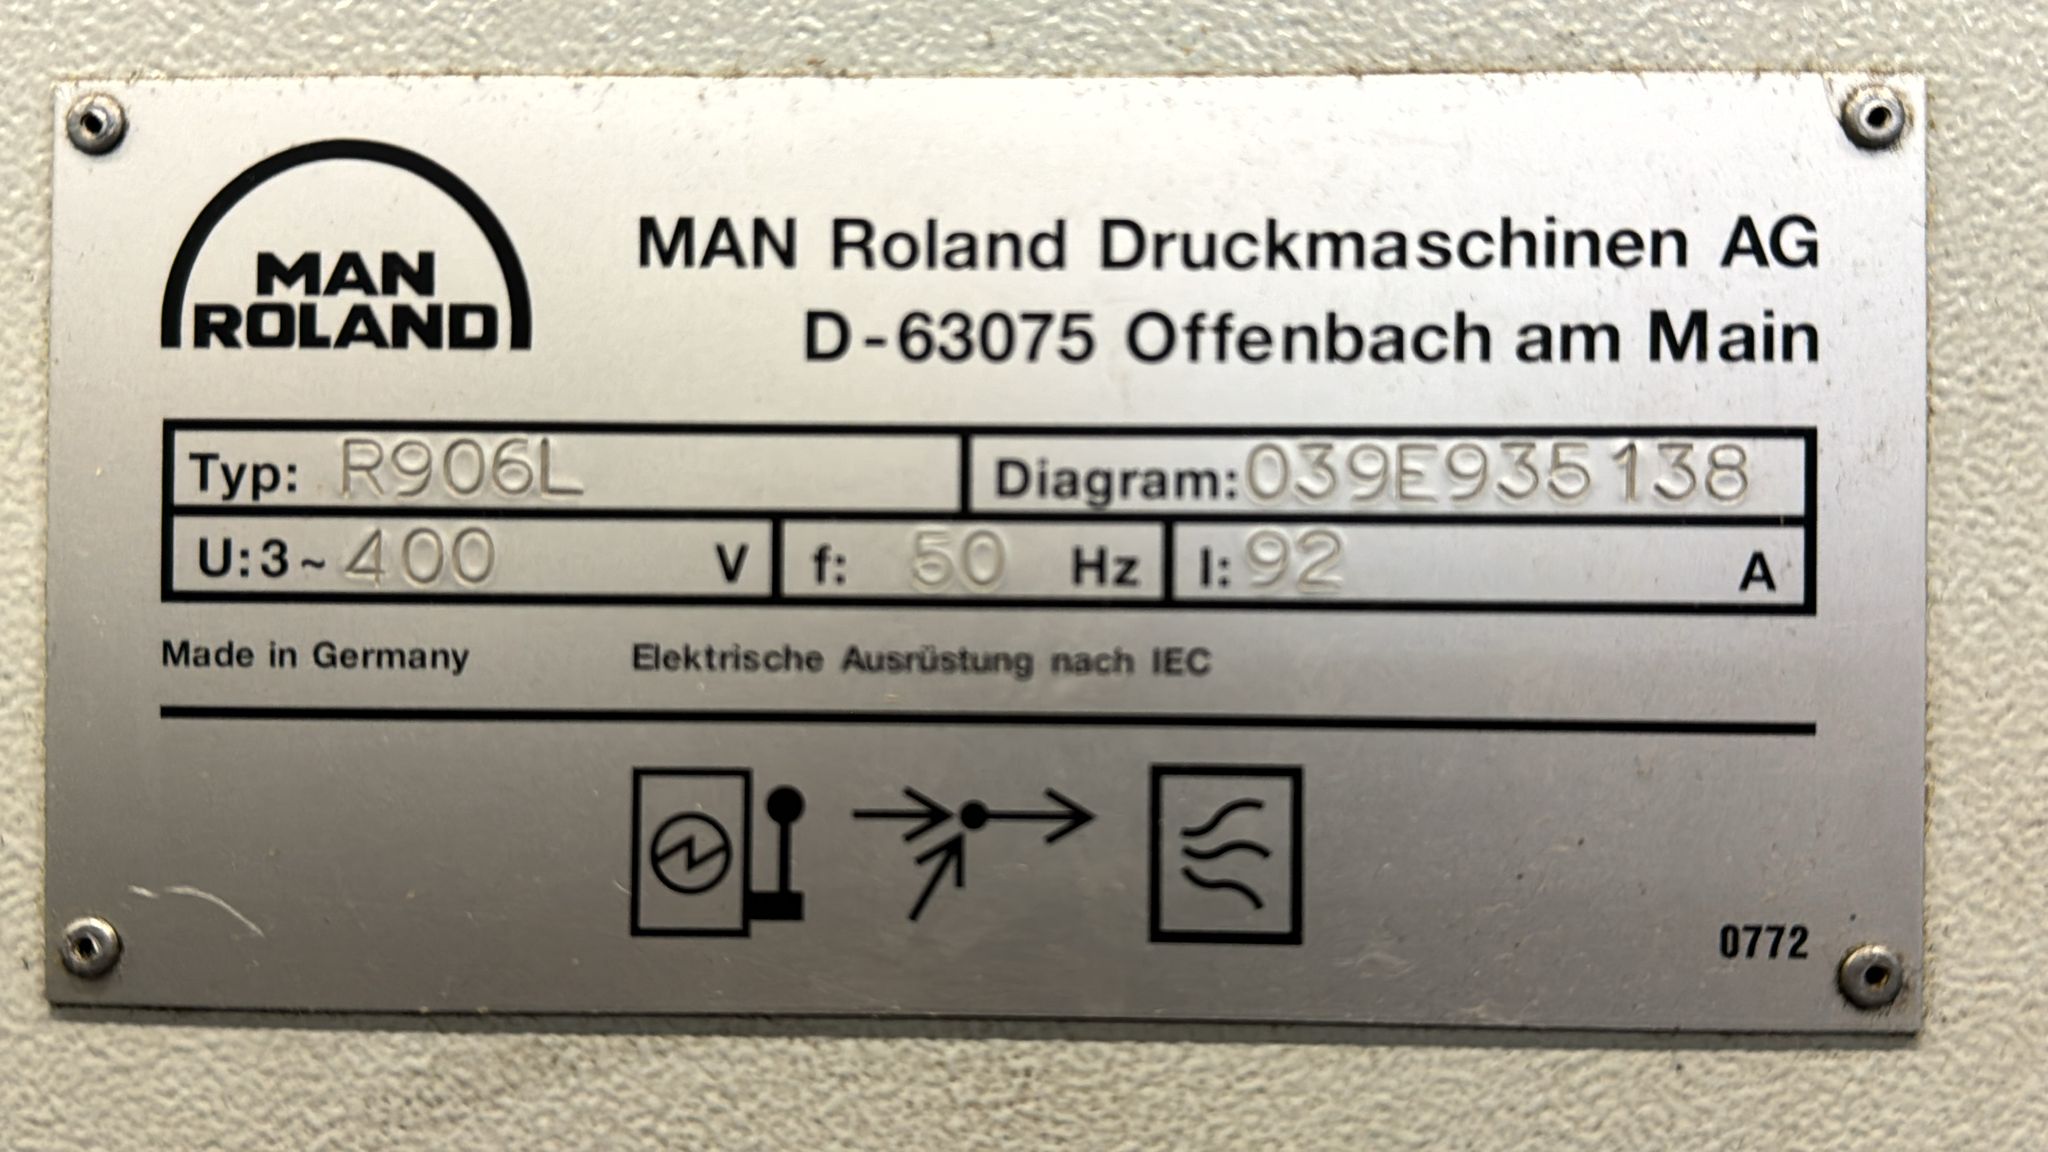 MAN
ROLAND
MAN Roland Druckmaschinen AG
D-63075 Offenbach am Main
Typ: R906L Diagram: 039E935138
U: 3~ 400 V f: 50 Hz I: 92 A
Made in Germany Elektrische Ausrüstung nach IEC
0772